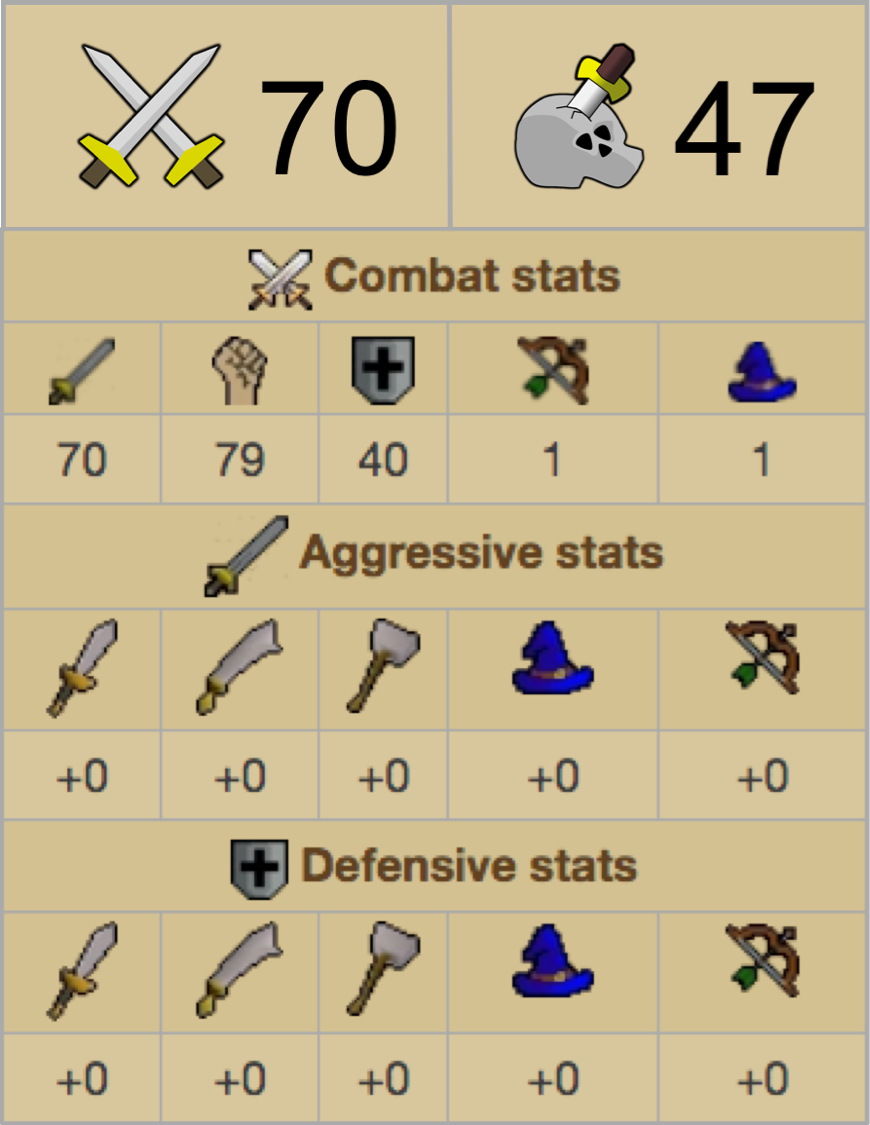 70 47
Combat stats
70 79 40 1 1
Aggressive stats
+0 +0 +0 +0 +0
Defensive stats
+0 +0 +0 +0 +0